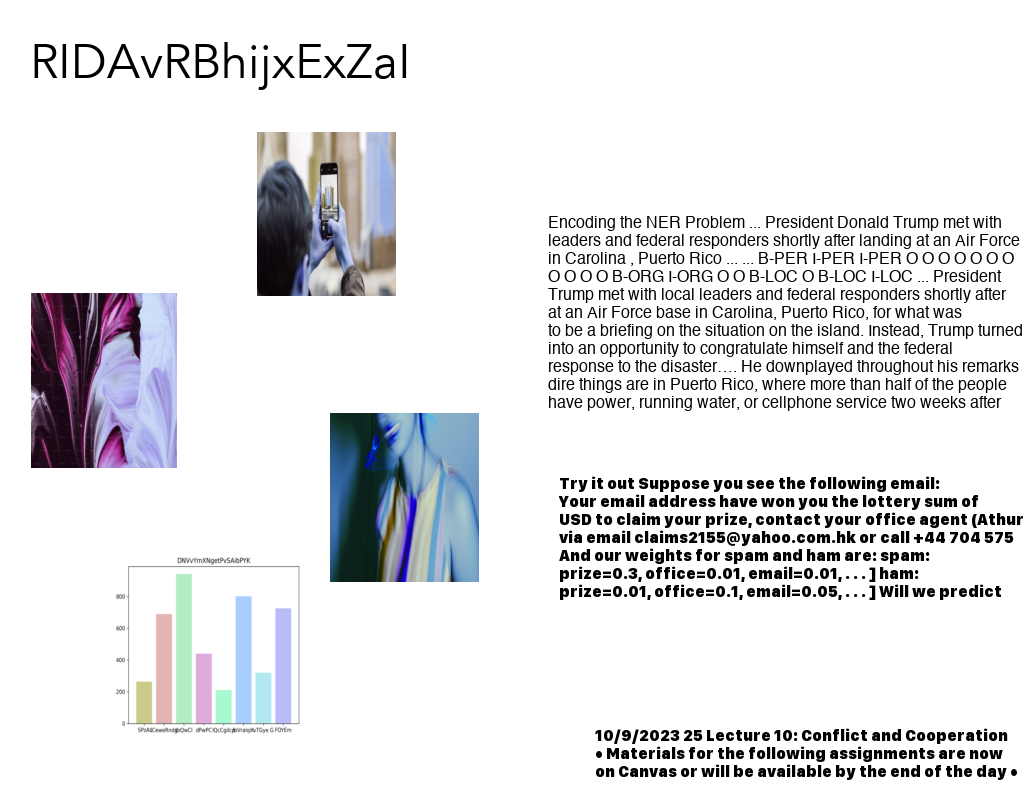 RIDAvRBhijxExZaI
Encoding the NER Problem ... President Donald Trump met with
leaders and federal responders shortly after landing at an Air Force
in Carolina , Puerto Rico ... ... B-PER I-PER I-PER O O O O O O O
O O O O B-ORG I-ORG O O B-LOC O B-LOC I-LOC ... President
Trump met with local leaders and federal responders shortly after
at an Air Force base in Carolina, Puerto Rico, for what was
to be a briefing on the situation on the island. Instead, Trump turned
into an opportunity to congratulate himself and the federal
response to the disaster…. He downplayed throughout his remarks
dire things are in Puerto Rico, where more than half of the people
have power, running water, or cellphone service two weeks after
Try it out Suppose you see the following email:
Your email address have won you the lottery sum of
USD to claim your prize, contact your office agent (Athur
via email claims2155@yahoo.com.hk or call +44 704 575
And our weights for spam and ham are: spam:
prize=0.3, office=0.01, email=0.01, . . . ] ham:
prize=0.01, office=0.1, email=0.05, . . . ] Will we predict
DNVvYmXNgetPvSAlbPYK
800
600
400
200
0
FOYEm
10/9/2023 25 Lecture 10: Conflict and Cooperation
• Materials for the following assignments are now
on Canvas or will be available by the end of the day •